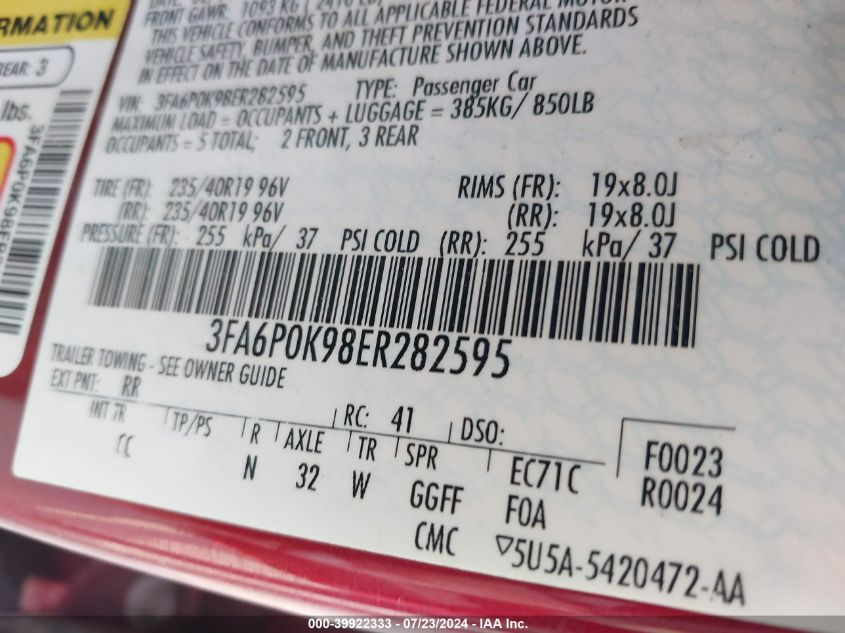 RMATION
REAR: 3
lbs.
3FA6P0K98ER
FRONT GAWR: 1093 KG
THIS VEHICLE CONFORMS TO ALL APPLICABLE FEDERAL MOTOR
VEHICLE SAFETY, BUMPER, AND THEFT PREVENTION STANDARDS
IN EFFECT ON THE DATE OF MANUFACTURE SHOWN ABOVE.
VIN: 3FA6P0K98ER282595 TYPE: Passenger Car
MAXIMUM LOAD = OCCUPANTS + LUGGAGE = 385KG/ 850LB
OCCUPANTS = 5 TOTAL; 2 FRONT, 3 REAR
TIRE (FR): 235/40R19 96V RIMS (FR): 19x8.0J
(RR): 235/40R19 96V (RR): 19x8.0J
PRESSURE (FR): 255 kPa/ 37 PSI COLD (RR): 255 kPa/ 37 PSI COLD
3FA6P0K98ER282595
TRAILER TOWING - SEE OWNER GUIDE
EXT PNT: RR RC: 41 DSO: F0023
INT TR TP/PS R AXLE TR SPR EC71C R0024
CC N 32 W GGFF F0A
CMC ▽5U5A-5420472-AA
000-39922333 - 07/23/2024 - IAA Inc.